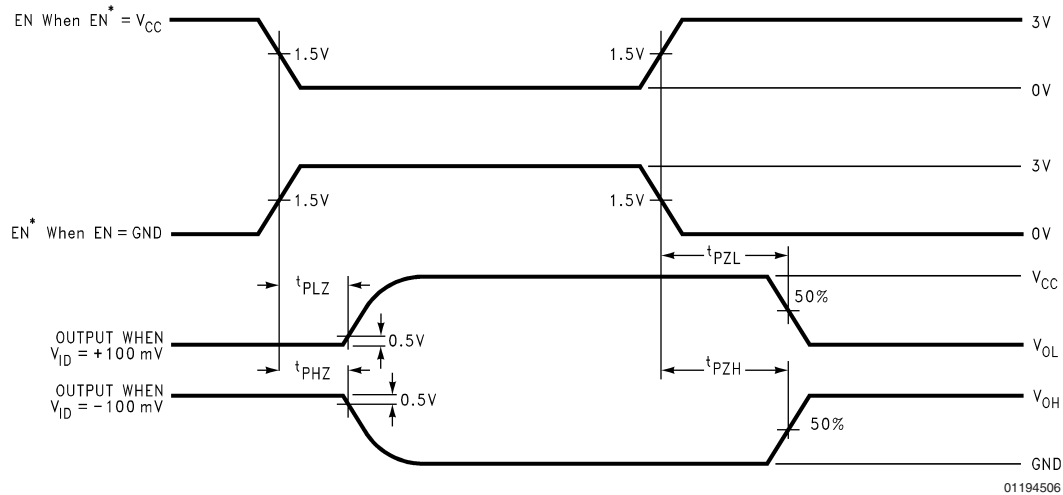 EN When EN* = VCC
3V
1.5V
1.5V
0V
3V
1.5V
1.5V
EN* When EN = GND
0V
tPZL
VCC
tPLZ
50%
OUTPUT WHEN
VID = +100 mV
0.5V
VOL
tPHZ
tPZH
OUTPUT WHEN
VID = −100 mV
0.5V
VOH
50%
GND
01194506